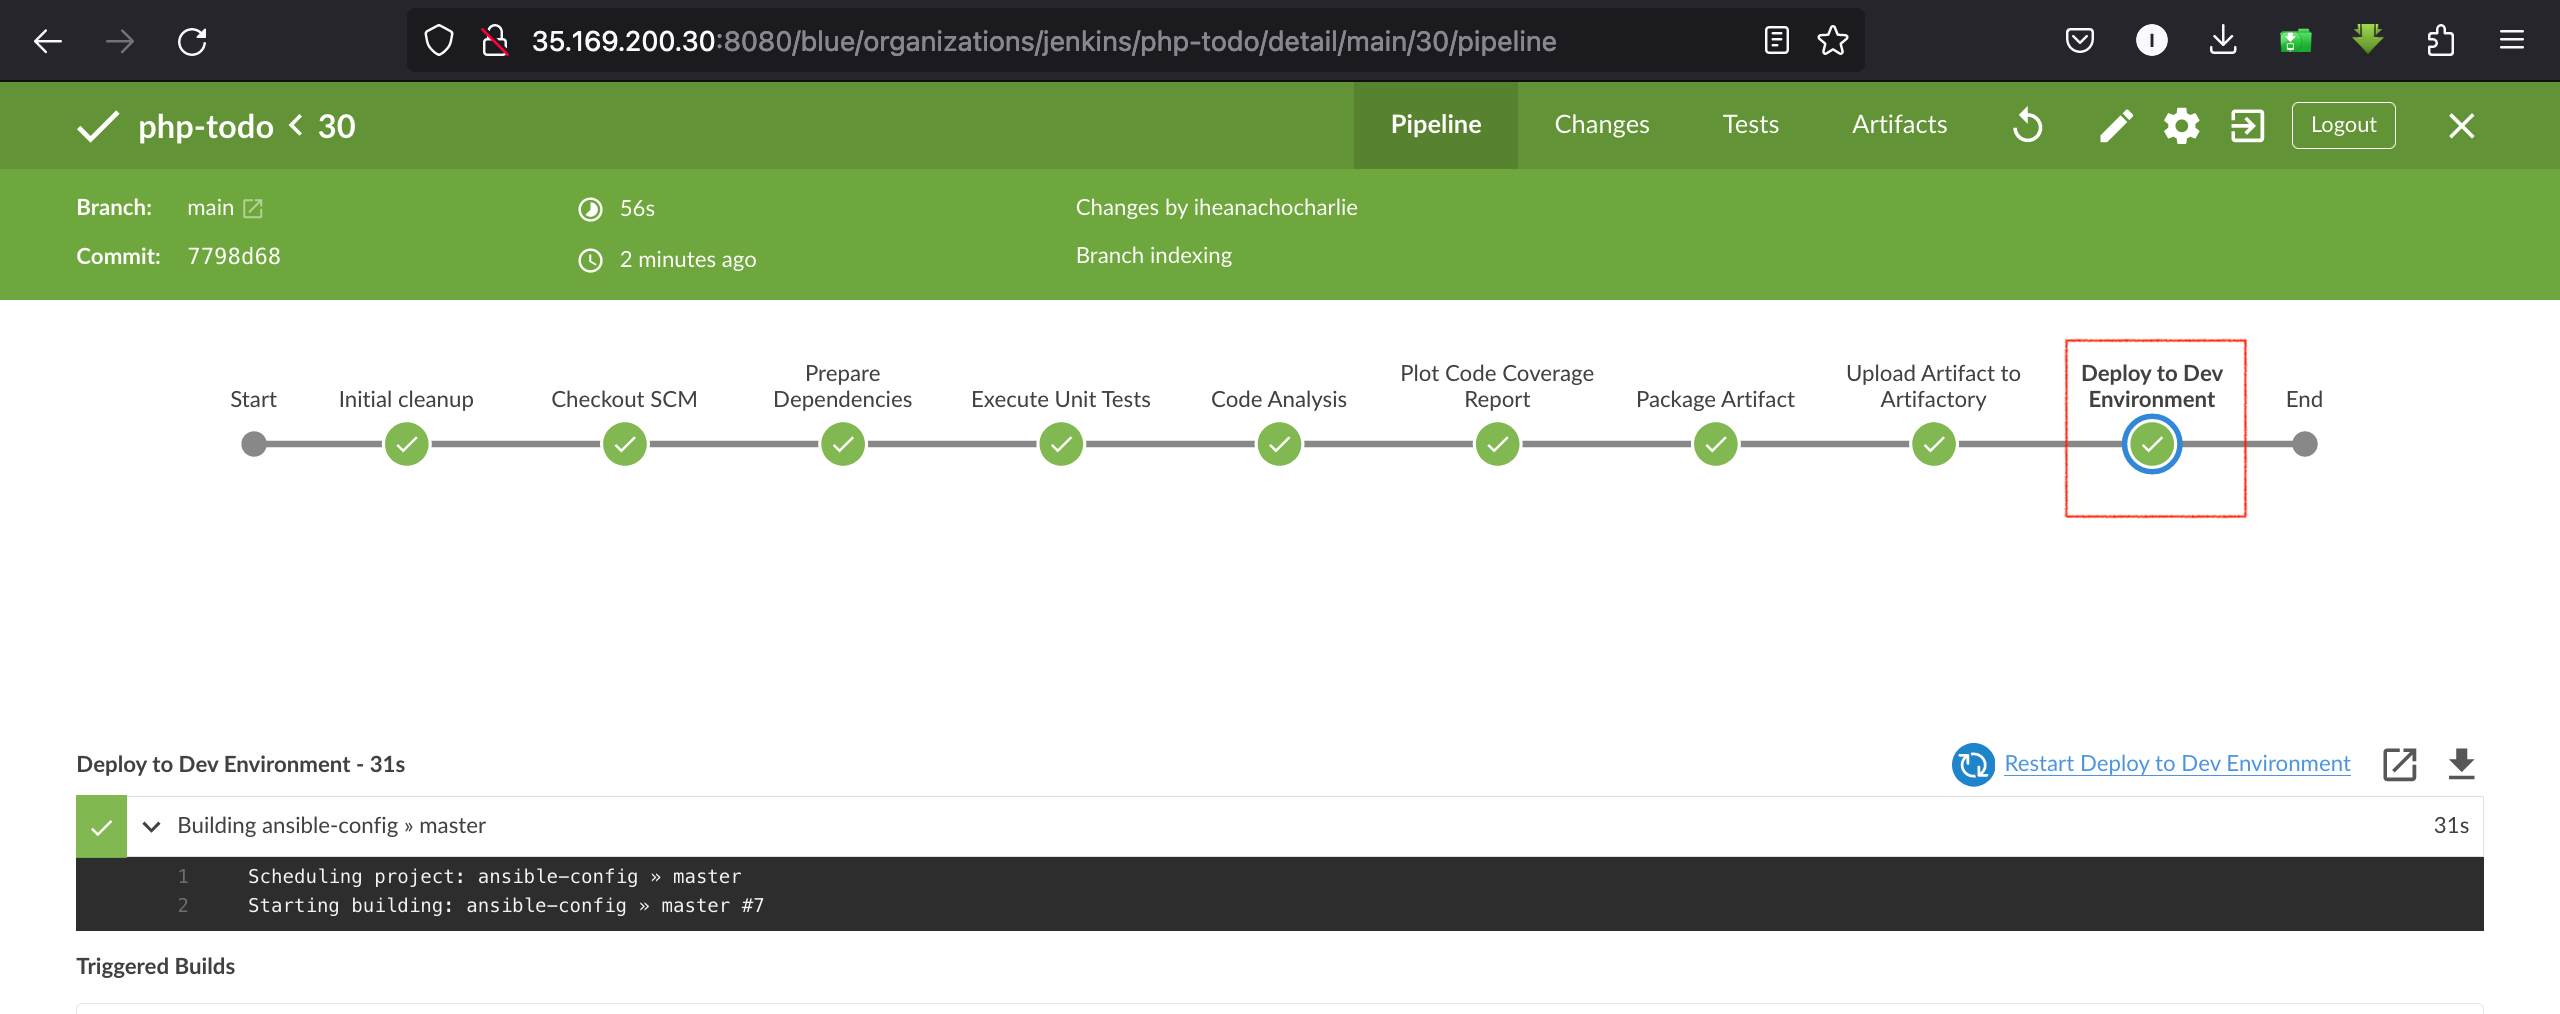 35.169.200.30:8080/blue/organizations/jenkins/php-todo/detail/main/30/pipeline
I
php-todo < 30
Pipeline
Changes
Tests
Artifacts
Logout
Branch: main
56s
Changes by iheanachocharlie
Commit: 7798d68
2 minutes ago
Branch indexing
Start
Initial cleanup
Checkout SCM
Prepare
Dependencies
Execute Unit Tests
Code Analysis
Plot Code Coverage
Report
Package Artifact
Upload Artifact to
Artifactory
Deploy to Dev
Environment
End
Deploy to Dev Environment - 31s
Restart Deploy to Dev Environment
Building ansible-config » master
31s
1 Scheduling project: ansible-config » master
2 Starting building: ansible-config » master #7
Triggered Builds